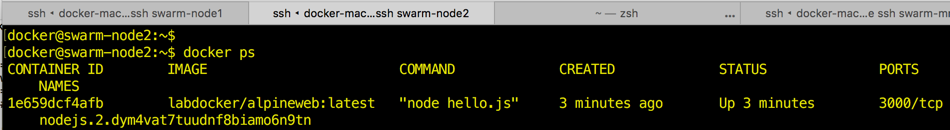 ssh ◂ docker-mac...ssh swarm-node1 ssh ◂ docker-mac...ssh swarm-node2 ~ — zsh ... ssh ◂ docker-mac...e ssh swarm-m
[docker@swarm-node2:~$
[docker@swarm-node2:~$ docker ps
CONTAINER ID IMAGE COMMAND CREATED STATUS PORTS
NAMES
1e659dcf4afb labdocker/alpineweb:latest "node hello.js" 3 minutes ago Up 3 minutes 3000/tcp
nodejs.2.dym4vat7tuudnf8biamo6n9tn